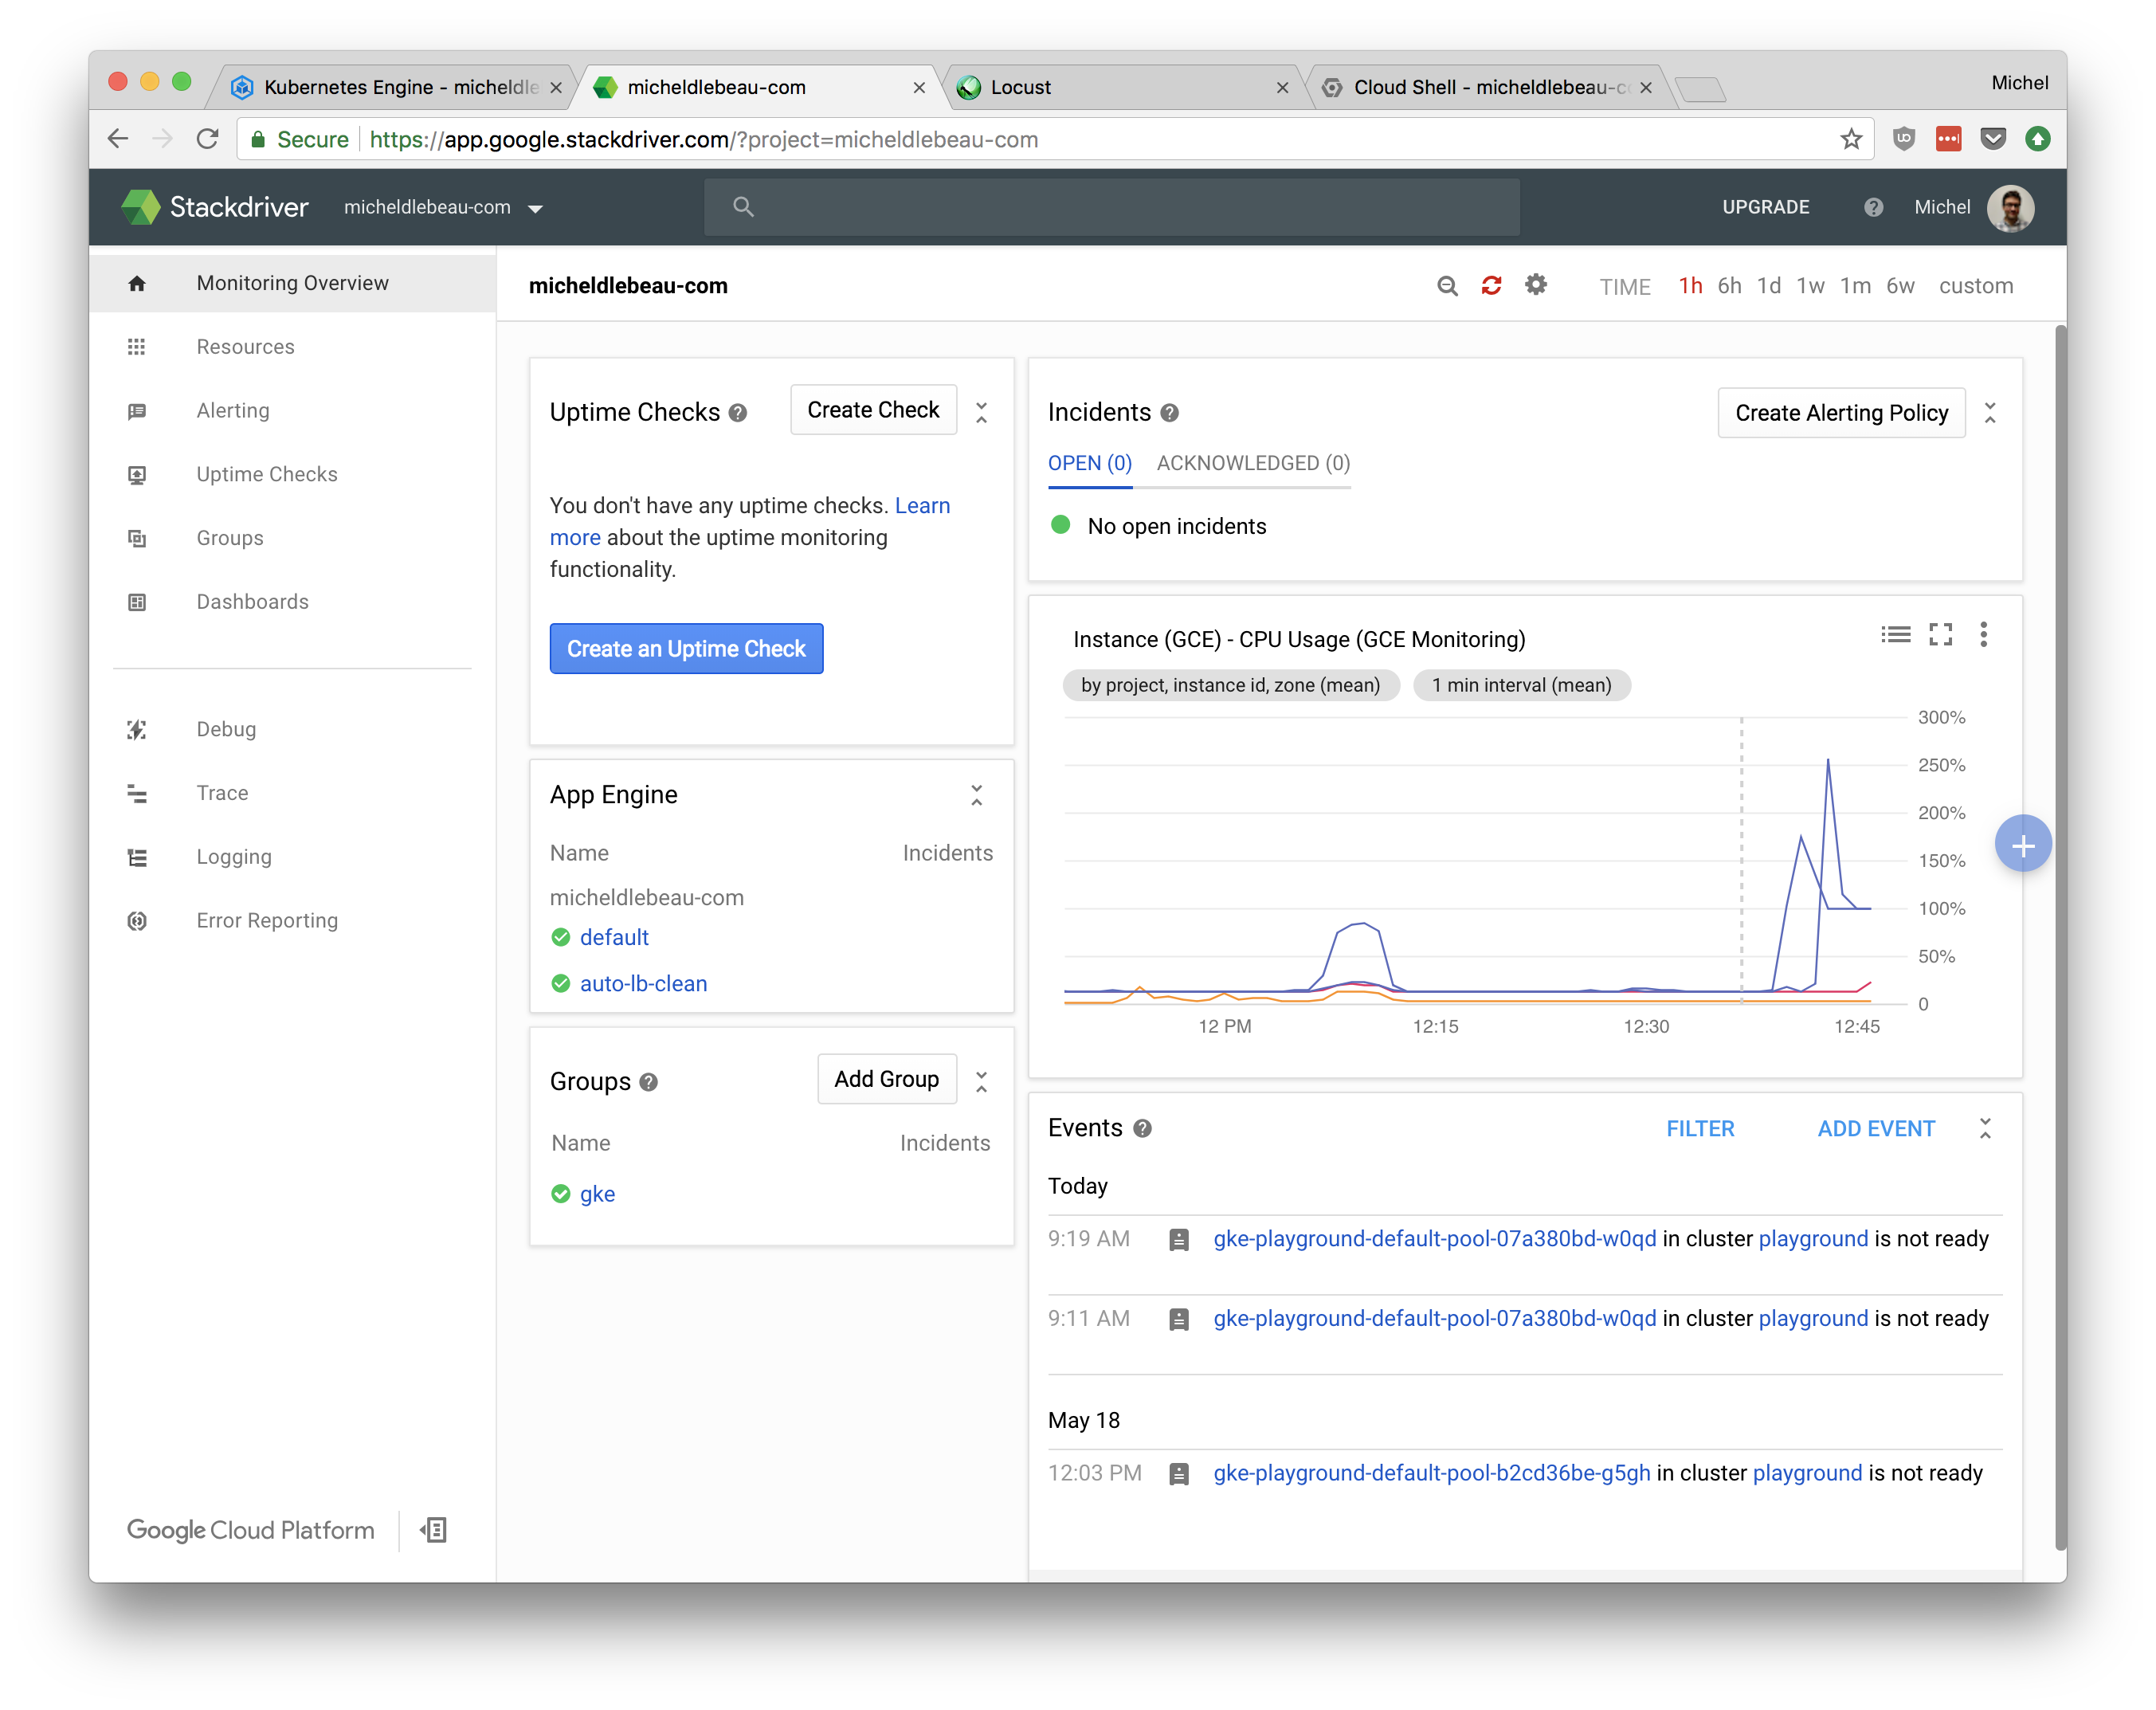 Kubernetes Engine - micheldle
micheldlebeau-com
Locust
Cloud Shell - micheldlebeau-c
Michel
Secure
https://app.google.stackdriver.com/?project=micheldlebeau-com
Stackdriver
micheldlebeau-com
UPGRADE
Michel
Monitoring Overview
Resources
Alerting
Uptime Checks
Groups
Dashboards
Debug
Trace
Logging
Error Reporting
Google Cloud Platform
micheldlebeau-com
TIME 1h 6h 1d 1w 1m 6w custom
Uptime Checks
Create Check
You don't have any uptime checks. Learn
more about the uptime monitoring
functionality.
Create an Uptime Check
App Engine
Name Incidents
micheldlebeau-com
default
auto-lb-clean
Groups
Add Group
Name Incidents
gke
Incidents
Create Alerting Policy
OPEN (0) ACKNOWLEDGED (0)
No open incidents
Instance (GCE) - CPU Usage (GCE Monitoring)
by project, instance id, zone (mean) 1 min interval (mean)
300%
250%
200%
150%
100%
50%
0
12 PM 12:15 12:30 12:45
Events
FILTER ADD EVENT
Today
9:19 AM gke-playground-default-pool-07a380bd-w0qd in cluster playground is not ready
9:11 AM gke-playground-default-pool-07a380bd-w0qd in cluster playground is not ready
May 18
12:03 PM gke-playground-default-pool-b2cd36be-g5gh in cluster playground is not ready